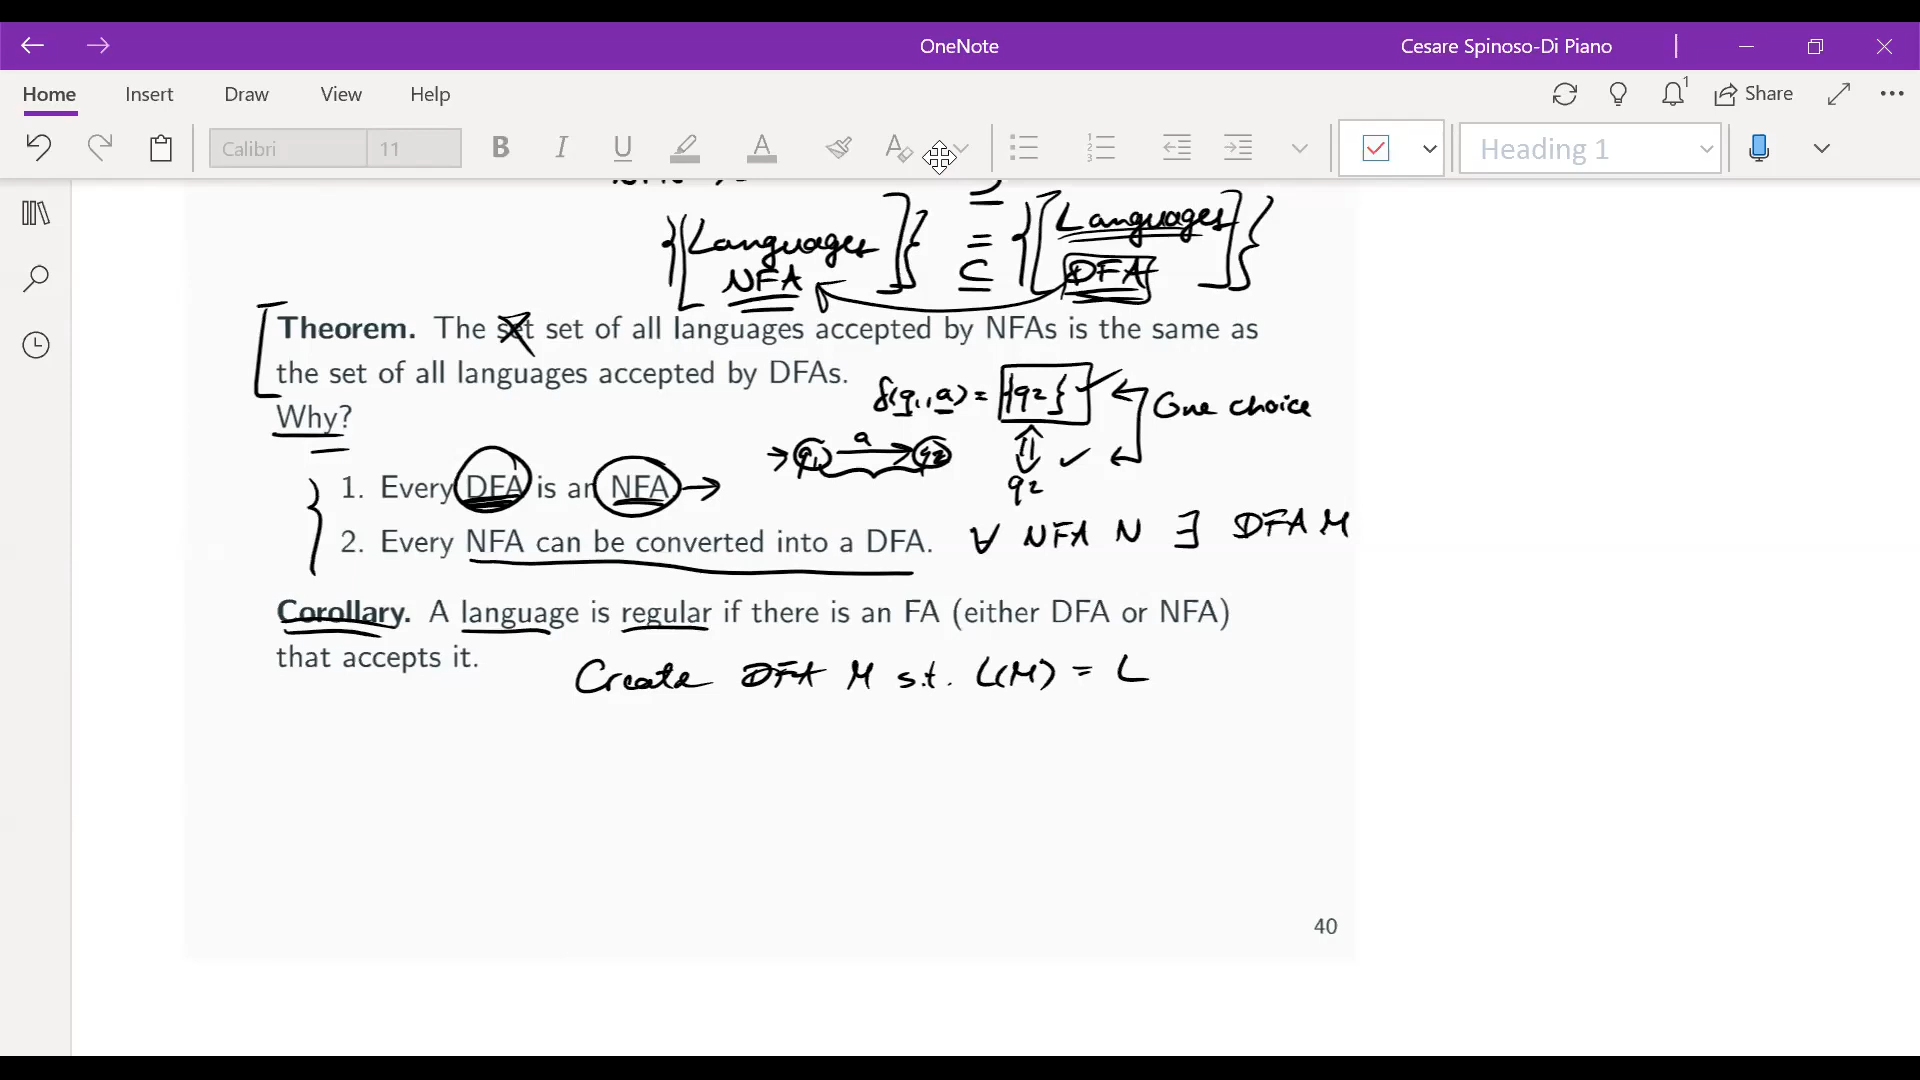 OneNote
Cesare Spinoso-Di Piano
Home Insert Draw View Help
1 Share
Calibri 11 B I U A A Heading 1
⊇
{[Languages NFA]} = {[Languages DFA]}
⊆
Theorem. The set set of all languages accepted by NFAs is the same as
the set of all languages accepted by DFAs.
δ(q1, a) = {q2} ✓ One choice
Why?
→ q1 a → q2 ⇕ ✓
q2
1. Every DFA is an NFA →
2. Every NFA can be converted into a DFA. ∀ NFA N ∃ DFA M
Corollary. A language is regular if there is an FA (either DFA or NFA)
that accepts it.
Create DFA M s.t. L(M) = L
40